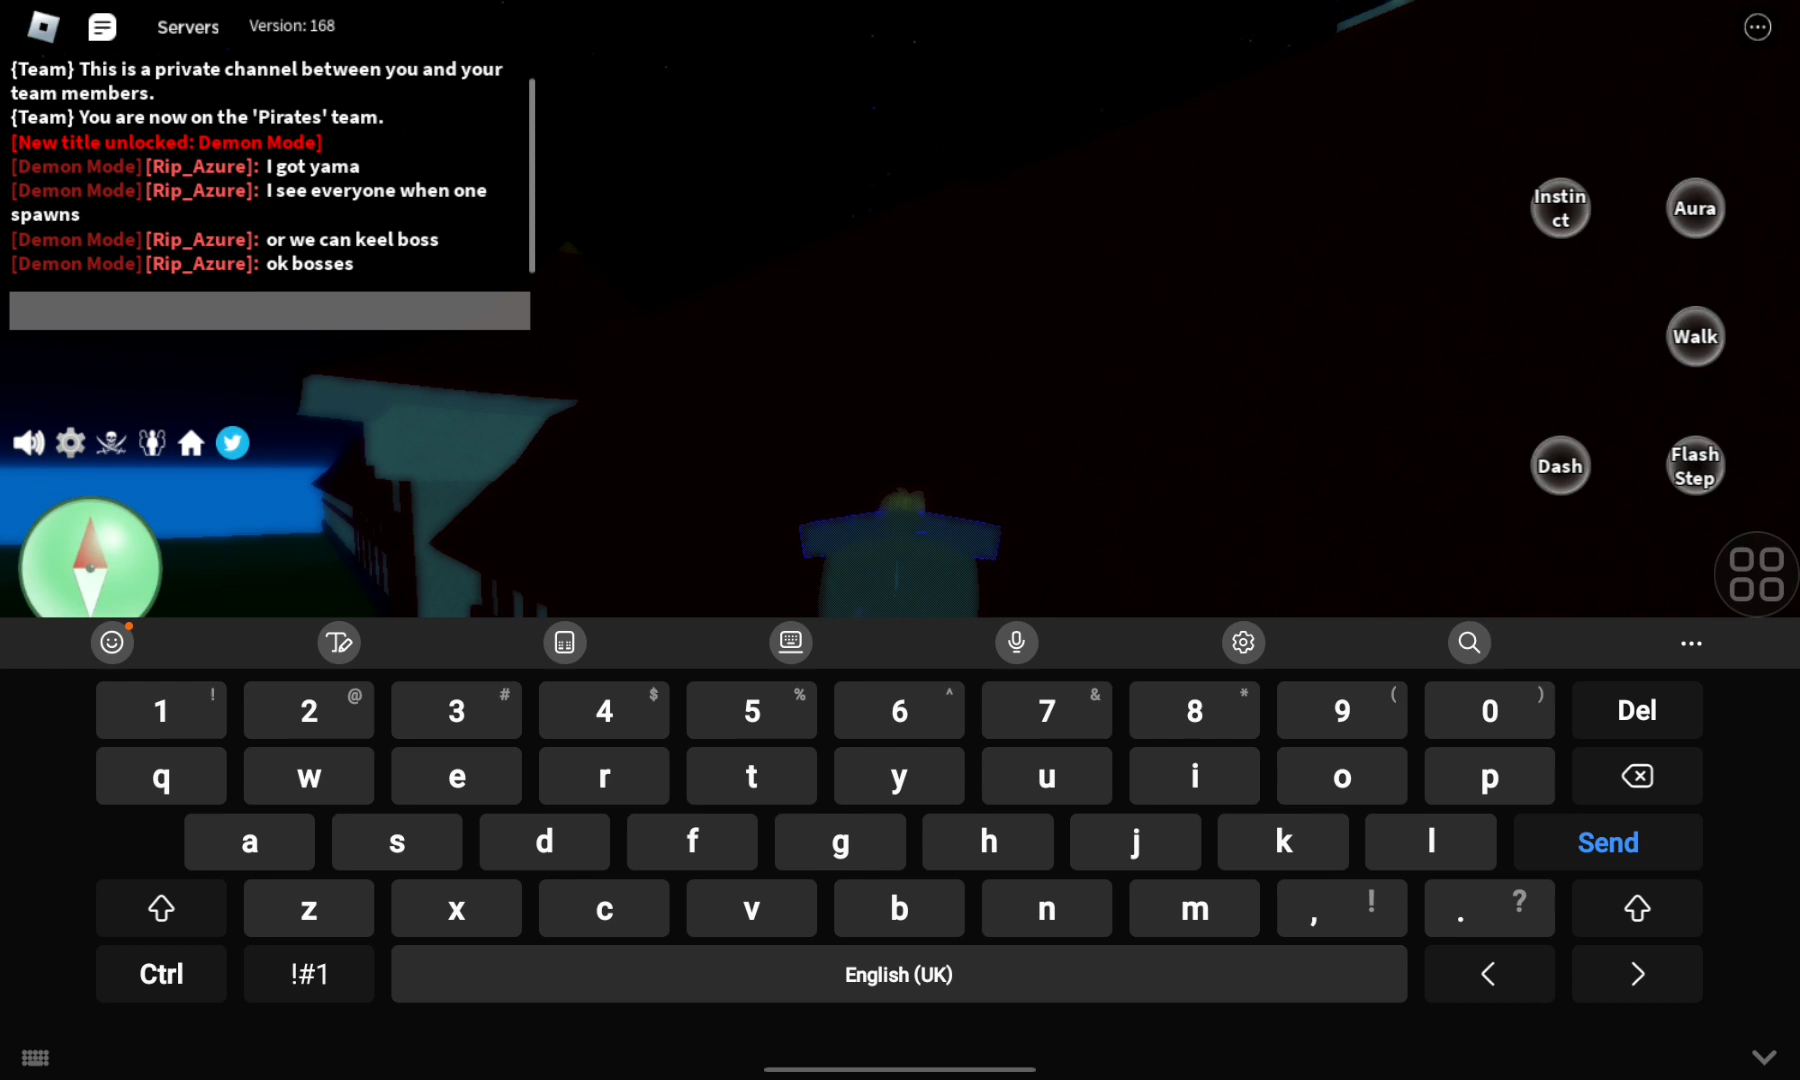 Servers Version: 168
{Team} This is a private channel between you and your
team members.
{Team} You are now on the 'Pirates' team.
[New title unlocked: Demon Mode]
[Demon Mode] [Rip_Azure]: I got yama
[Demon Mode] [Rip_Azure]: I see everyone when one
spawns
[Demon Mode] [Rip_Azure]: or we can keel boss
[Demon Mode] [Rip_Azure]: ok bosses
Instin
ct
Aura
Walk
Dash
Flash
Step
1 ! 2 @ 3 # 4 $ 5 % 6 ^ 7 & 8 * 9 ( 0 ) Del
q w e r t y u i o p
a s d f g h j k l Send
z x c v b n m , ! . ?
Ctrl !#1 English (UK) < >